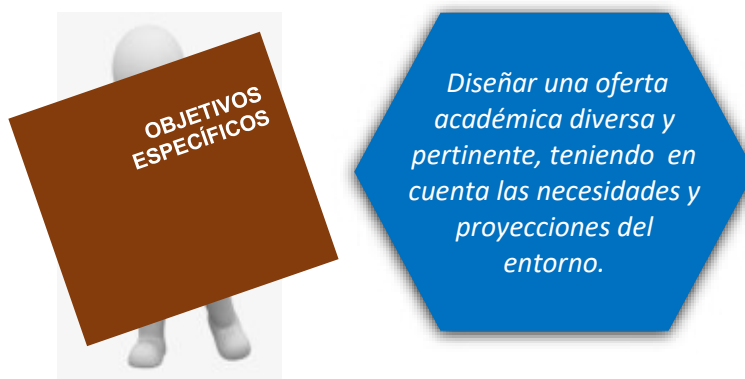 OBJETIVOS
ESPECÍFICOS
Diseñar una oferta
académica diversa y
pertinente, teniendo en
cuenta las necesidades y
proyecciones del
entorno.